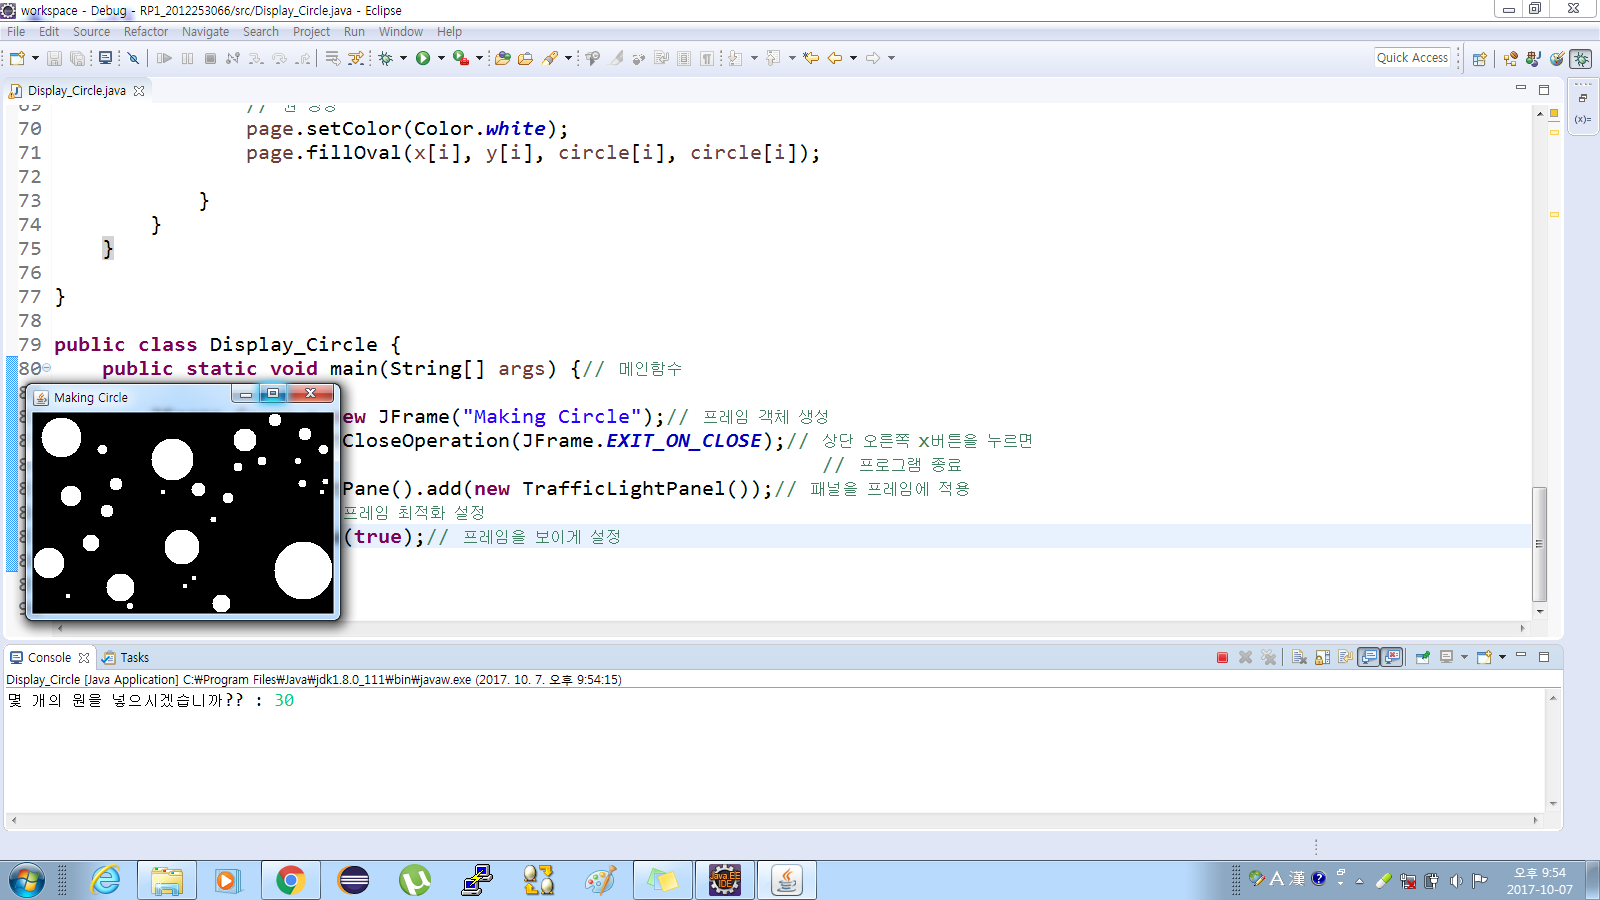 workspace - Debug - RP1_2012253066/src/Display_Circle.java - Eclipse
File Edit Source Refactor Navigate Search Project Run Window Help
Quick Access
Display_Circle.java
70 page.setColor(Color.white);
71 page.fillOval(x[i], y[i], circle[i], circle[i]);
72
73 }
74 }
75 }
76
77 }
78
79 public class Display_Circle {
80 public static void main(String[] args) {// 메인함수
Making Circle
ew JFrame("Making Circle");// 프레임 객체 생성
CloseOperation(JFrame.EXIT_ON_CLOSE);// 상단 오른쪽 x버튼을 누르면
// 프로그램 종료
Pane().add(new TrafficLightPanel());// 패널을 프레임에 적용
프레임 최적화 설정
(true);// 프레임을 보이게 설정
(x)=
Console Tasks
Display_Circle [Java Application] C:₩Program Files₩Java₩jdk1.8.0_111₩bin₩javaw.exe (2017. 10. 7. 오후 9:54:15)
몇 개의 원을 넣으시겠습니까?? : 30
Java EE
IDE
A 漢
오후 9:54
2017-10-07